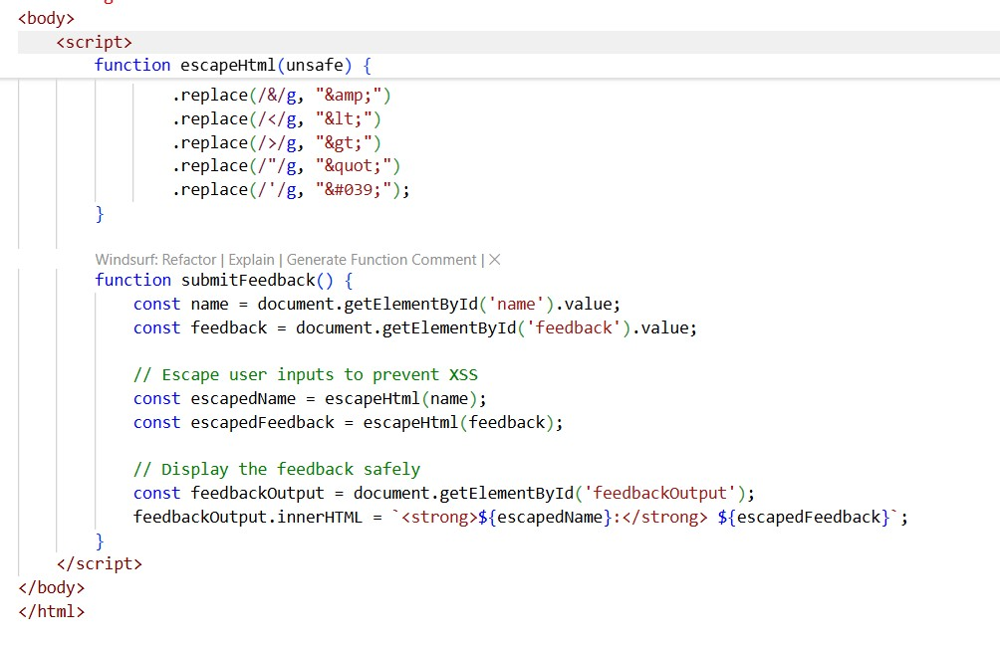 <body>
<script>
function escapeHtml(unsafe) {
.replace(/&/g, "&amp;")
.replace(/</g, "&lt;")
.replace(/>/g, "&gt;")
.replace(/"/g, "&quot;")
.replace(/'/g, "&#039;");
}
Windsurf: Refactor | Explain | Generate Function Comment | ×
function submitFeedback() {
const name = document.getElementById('name').value;
const feedback = document.getElementById('feedback').value;
// Escape user inputs to prevent XSS
const escapedName = escapeHtml(name);
const escapedFeedback = escapeHtml(feedback);
// Display the feedback safely
const feedbackOutput = document.getElementById('feedbackOutput');
feedbackOutput.innerHTML = `<strong>${escapedName}:</strong> ${escapedFeedback}`;
}
</script>
</body>
</html>